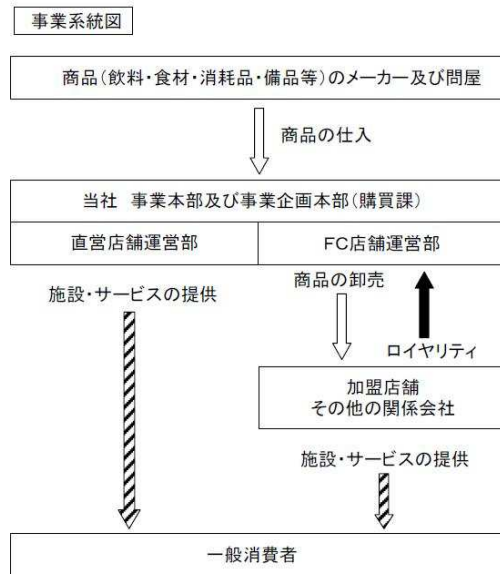 事業系統図
商品(飲料・食材・消耗品・備品等)のメーカー及び問屋
商品の仕入
当社 事業本部及び事業企画本部(購買課)
直営店舗運営部
FC店舗運営部
施設・サービスの提供
商品の卸売
ロイヤリティ
加盟店舗
その他の関係会社
施設・サービスの提供
一般消費者